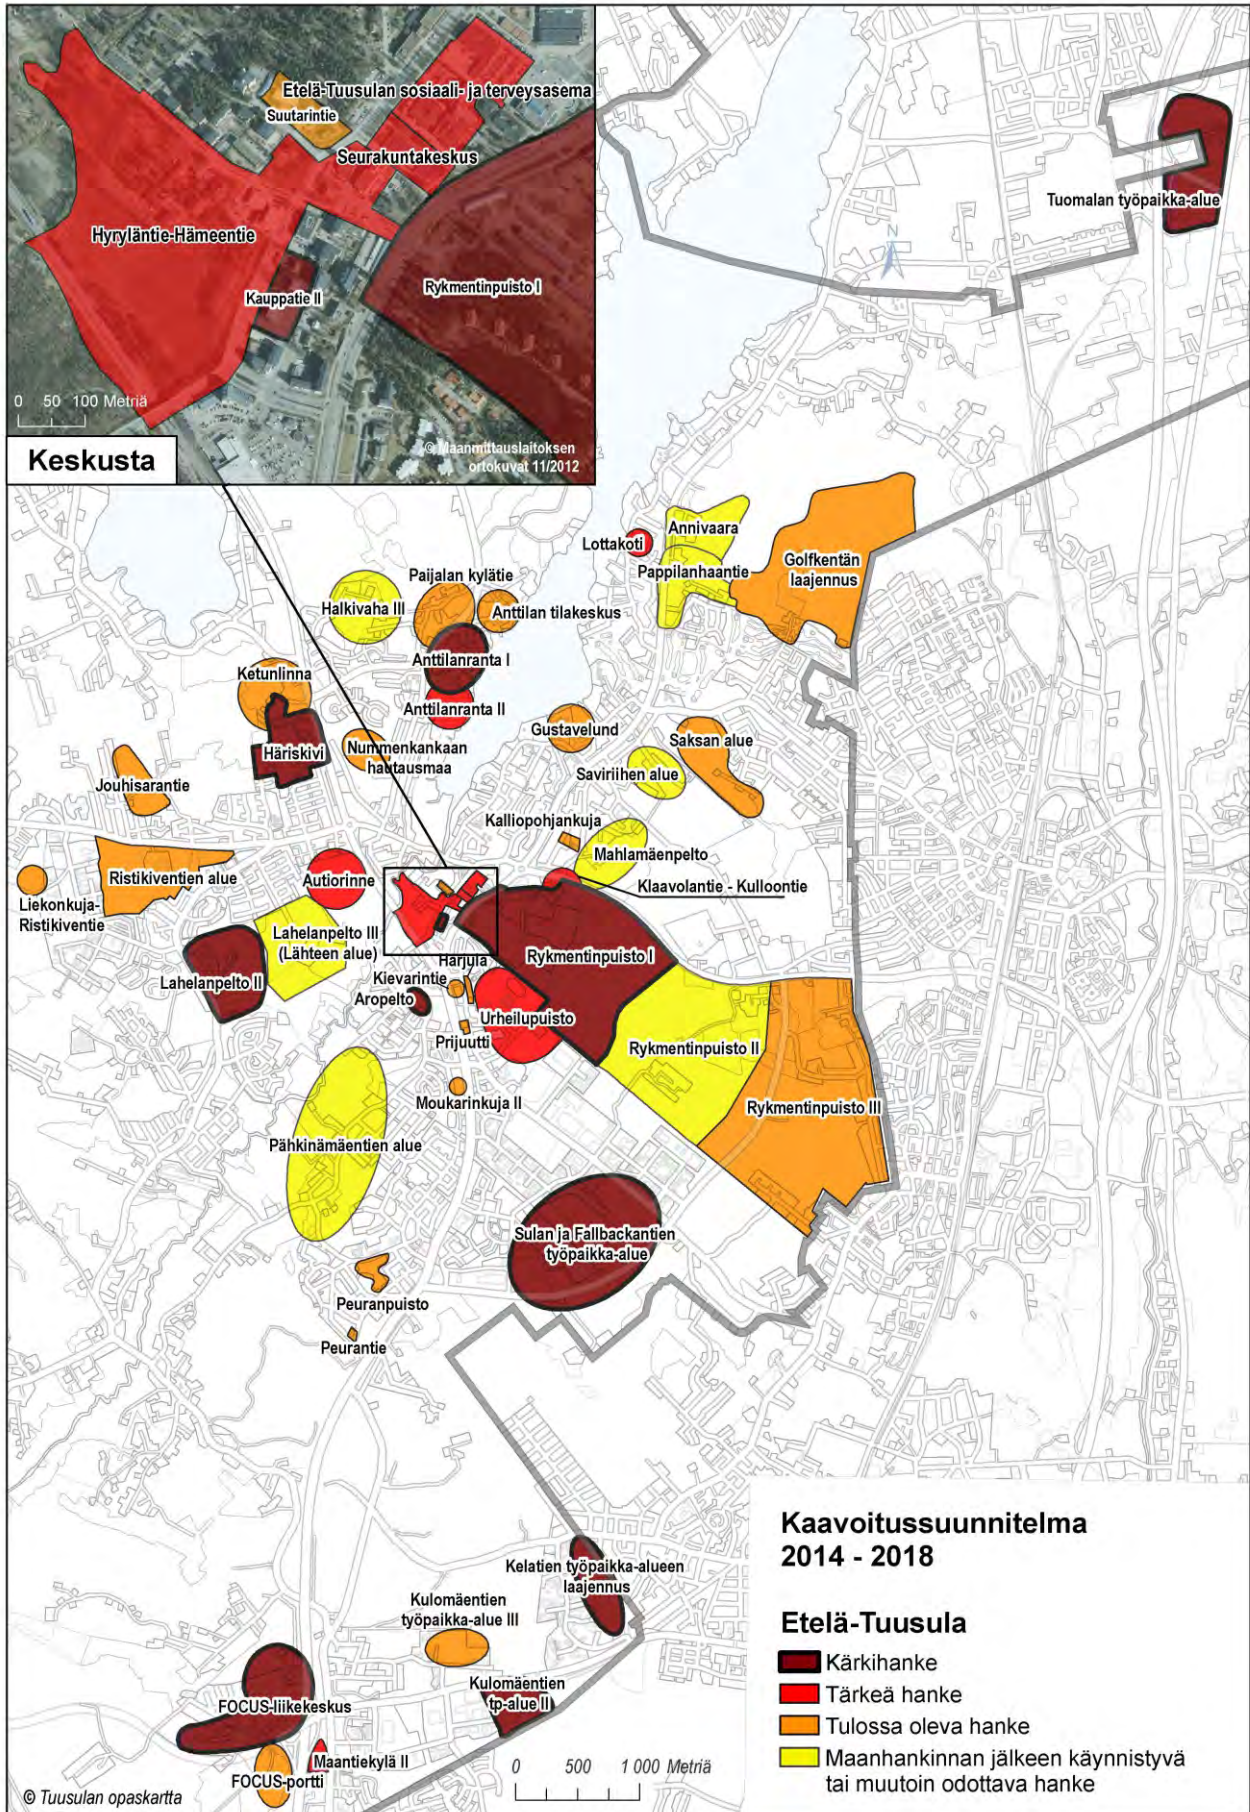 Etelä-Tuusulan sosiaali- ja terveysasema
Suutarintie
Seurakuntakeskus
Hyryläntie-Hämeentie
Kauppatie II
Rykmentinpuisto I
0 50 100 Metriä
© Maanmittauslaitoksen
ortokuvat 11/2012
Keskusta
Tuomalan työpaikka-alue
N
Lottakoti
Annivaara
Pappilanhaantie
Golfkentän
laajennus
Halkivaha III
Paijalan kylätie
Anttilan tilakeskus
Anttilanranta I
Anttilanranta II
Ketunlinna
Häriskivi
Nummenkankaan
hautausmaa
Gustavelund
Saksan alue
Saviriihen alue
Jouhisarantie
Kalliopohjankuja
Mahlamäenpelto
Ristikiventien alue
Autiorinne
Klaavolantie - Kulloontie
Liekonkuja-
Ristikiventie
Lahelanpelto III
(Lähteen alue)
Lahelanpelto II
Harjula
Kievarintie
Aropelto
Rykmentinpuisto I
Urheilupuisto
Prijuutti
Rykmentinpuisto II
Moukarinkuja II
Rykmentinpuisto III
Pähkinämäentien alue
Sulan ja Fallbackantien
työpaikka-alue
Peuranpuisto
Peurantie
Kelatien työpaikka-alueen
laajennus
Kulomäentien
työpaikka-alue III
Kulomäentien
tp-alue II
FOCUS-liikekeskus
Maantiekylä II
FOCUS-portti
0 500 1 000 Metriä
© Tuusulan opaskartta
Kaavoitussuunnitelma
2014 - 2018
Etelä-Tuusula
Kärkihanke
Tärkeä hanke
Tulossa oleva hanke
Maanhankinnan jälkeen käynnistyvä
tai muutoin odottava hanke